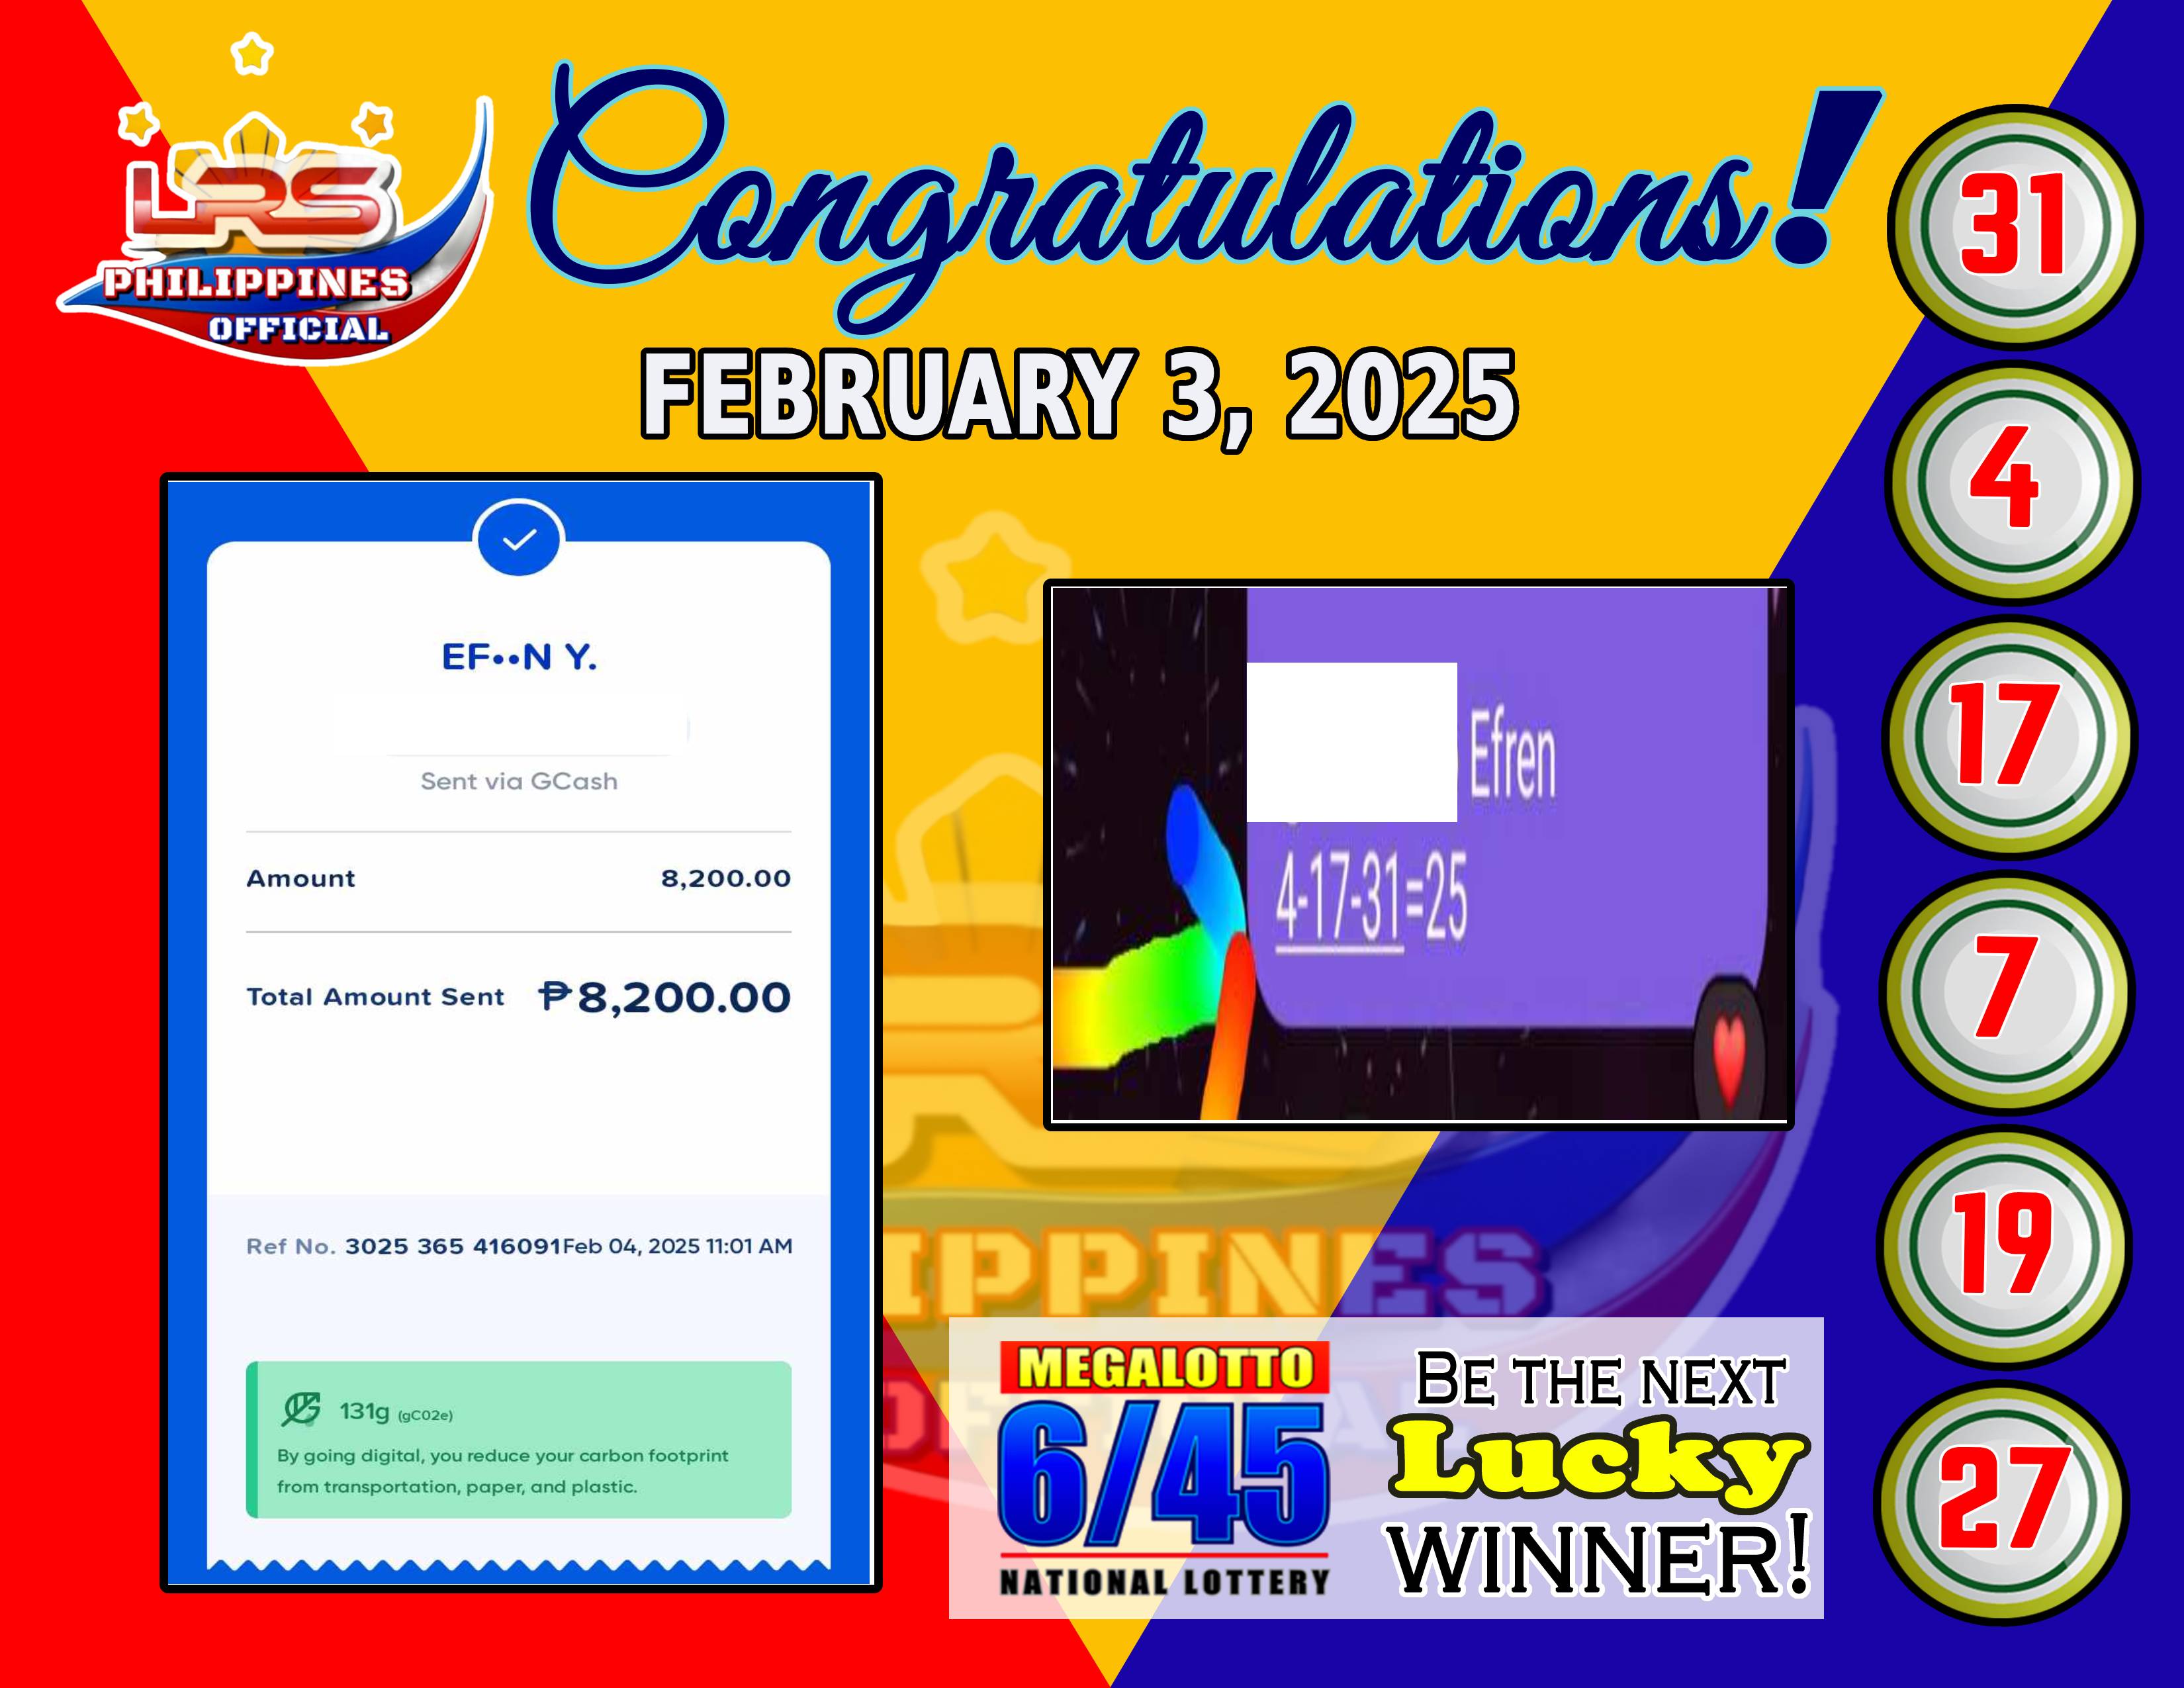 LRS
PHILIPPINES
OFFICIAL
Congratulations!
FEBRUARY 3, 2025
EF••N Y.
Sent via GCash
Amount 8,200.00
Total Amount Sent ₱8,200.00
Ref No. 3025 365 416091Feb 04, 2025 11:01 AM
131g (gC02e)
By going digital, you reduce your carbon footprint
from transportation, paper, and plastic.
Efren
4-17-31=25
IPPINES
MEGALOTTO
6/45
NATIONAL LOTTERY
BE THE NEXT
Lucky
WINNER!
31
4
17
7
19
27